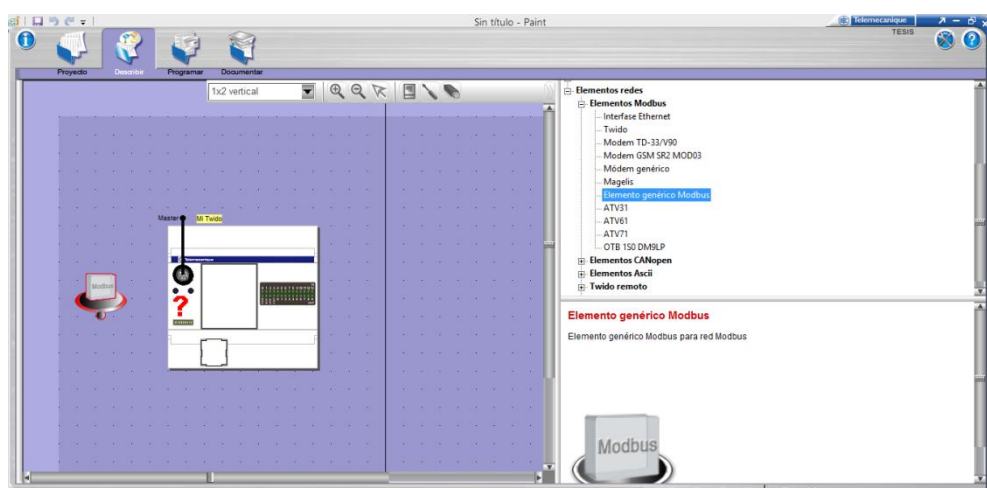 Sin título - Paint
Telemecanique
TESIS
Proyecto
Describir
Programar
Documentar
1x2 vertical
Master
Mi Twido
Telemecanique
Modbus
?
Elementos redes
Elementos Modbus
Interfase Ethernet
Twido
Modem TD-33/V90
Modem GSM SR2 MOD03
Módem genérico
Magelis
Elemento genérico Modbus
ATV31
ATV61
ATV71
OTB 1S0 DM9LP
Elementos CANopen
Elementos Ascii
Twido remoto
Elemento genérico Modbus
Elemento genérico Modbus para red Modbus
Modbus